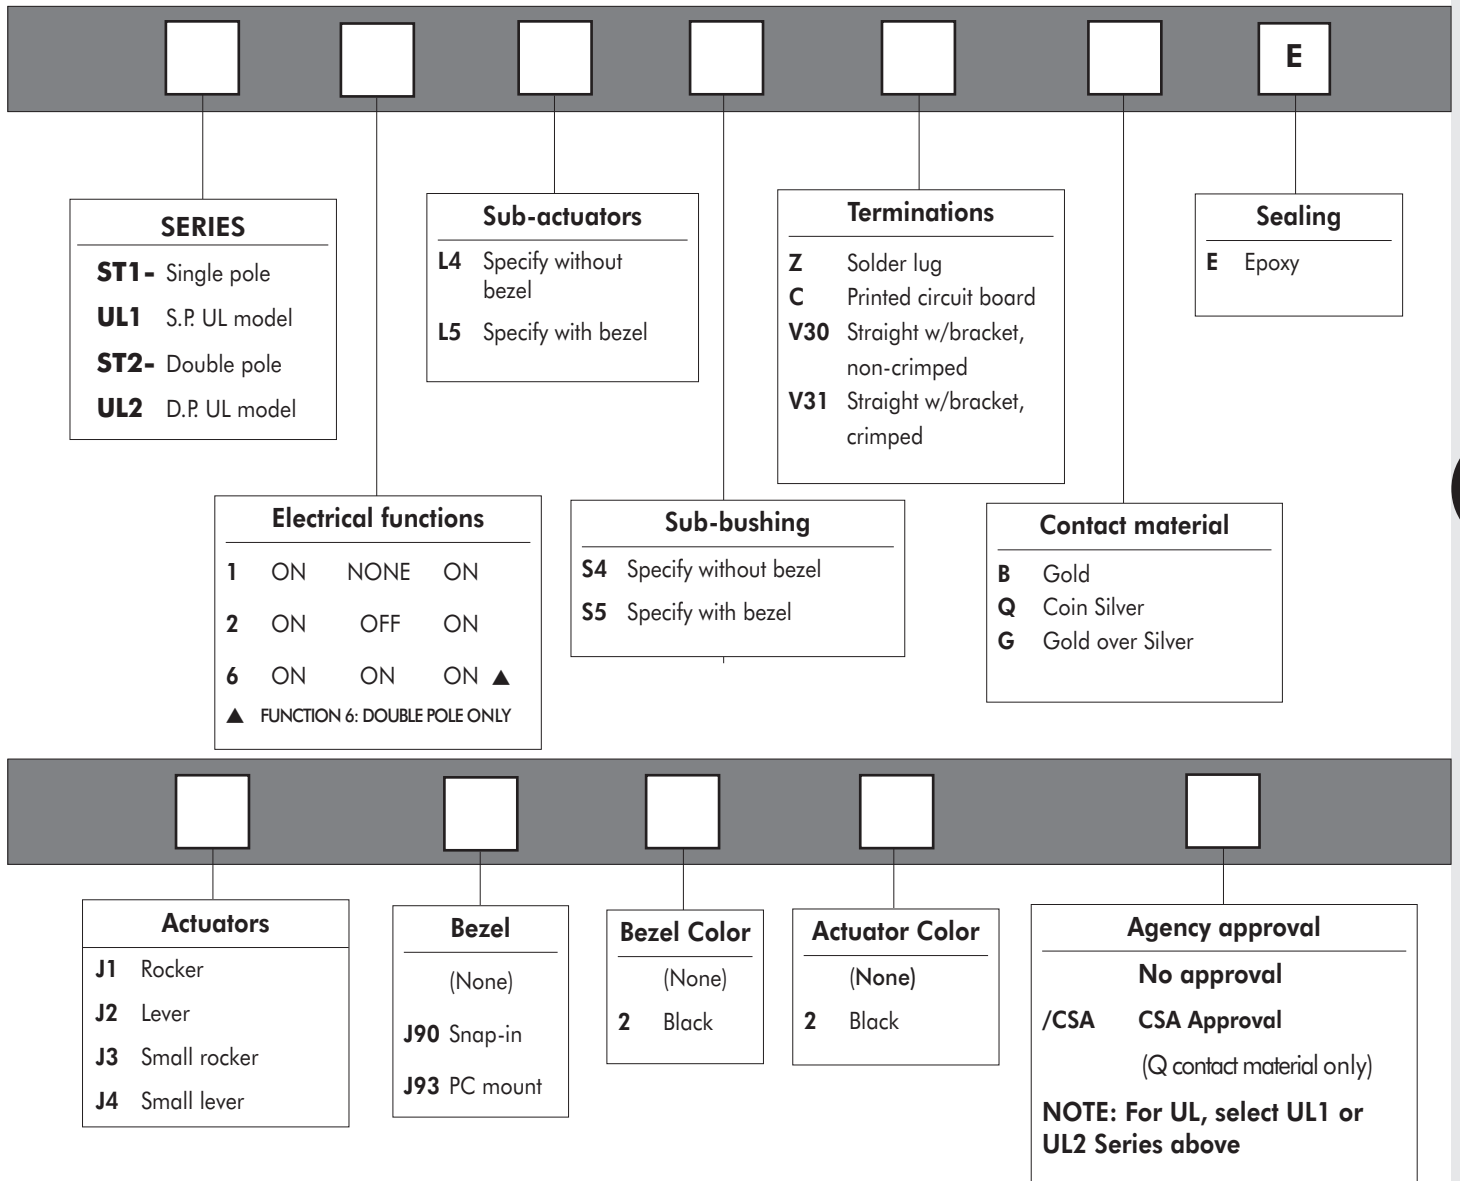 E
SERIES
ST1- Single pole
UL1 S.P. UL model
ST2- Double pole
UL2 D.P. UL model
Sub-actuators
L4 Specify without
bezel
L5 Specify with bezel
Terminations
Z Solder lug
C Printed circuit board
V30 Straight w/bracket,
non-crimped
V31 Straight w/bracket,
crimped
Sealing
E Epoxy
Electrical functions
1 ON NONE ON
2 ON OFF ON
6 ON ON ON ▲
▲ FUNCTION 6: DOUBLE POLE ONLY
Sub-bushing
S4 Specify without bezel
S5 Specify with bezel
Contact material
B Gold
Q Coin Silver
G Gold over Silver
Actuators
J1 Rocker
J2 Lever
J3 Small rocker
J4 Small lever
Bezel
(None)
J90 Snap-in
J93 PC mount
Bezel Color
(None)
2 Black
Actuator Color
(None)
2 Black
Agency approval
No approval
/CSA CSA Approval
(Q contact material only)
NOTE: For UL, select UL1 or
UL2 Series above